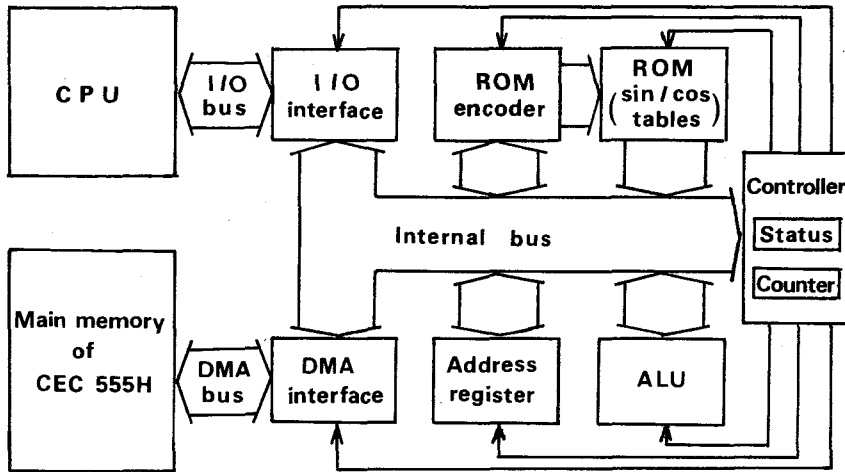 CPU
I/O
bus
I/O
interface
ROM
encoder
ROM
(sin/cos
tables)
Controller
Status
Counter
Internal bus
Main memory
of
CEC 555H
DMA
bus
DMA
interface
Address
register
ALU